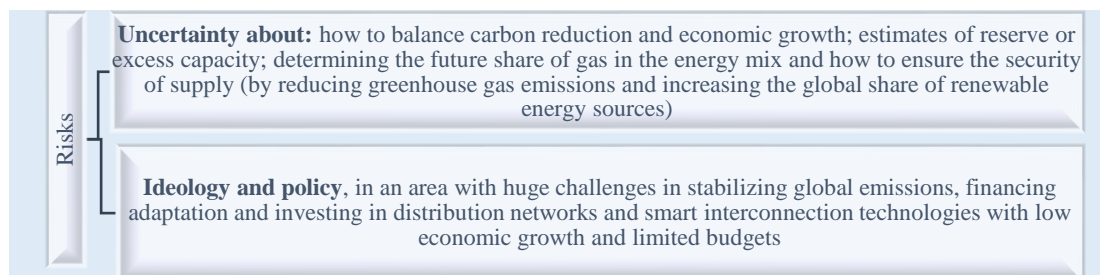 Risks
Uncertainty about: how to balance carbon reduction and economic growth; estimates of reserve or
excess capacity; determining the future share of gas in the energy mix and how to ensure the security
of supply (by reducing greenhouse gas emissions and increasing the global share of renewable
energy sources)
Ideology and policy, in an area with huge challenges in stabilizing global emissions, financing
adaptation and investing in distribution networks and smart interconnection technologies with low
economic growth and limited budgets